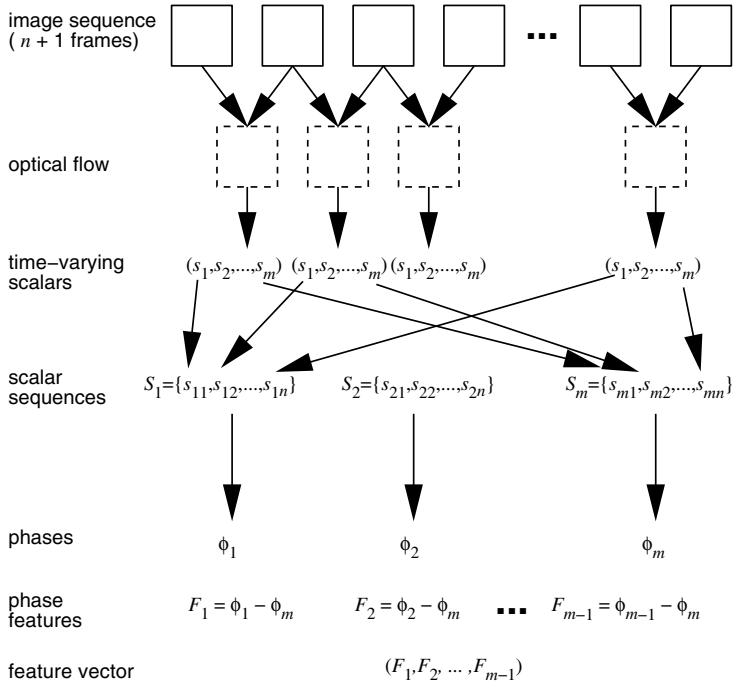 image sequence
( n + 1 frames)
...
optical flow
time−varying
scalars
(s1,s2,...,sm) (s1,s2,...,sm) (s1,s2,...,sm) (s1,s2,...,sm)
scalar
sequences
S1={s11,s12,...,s1n} S2={s21,s22,...,s2n} Sm={sm1,sm2,...,smn}
phases
ϕ1 ϕ2 ϕm
phase
features
F1 = ϕ1 − ϕm F2 = ϕ2 − ϕm ... Fm−1 = ϕm−1 − ϕm
feature vector
(F1,F2, ... ,Fm−1)